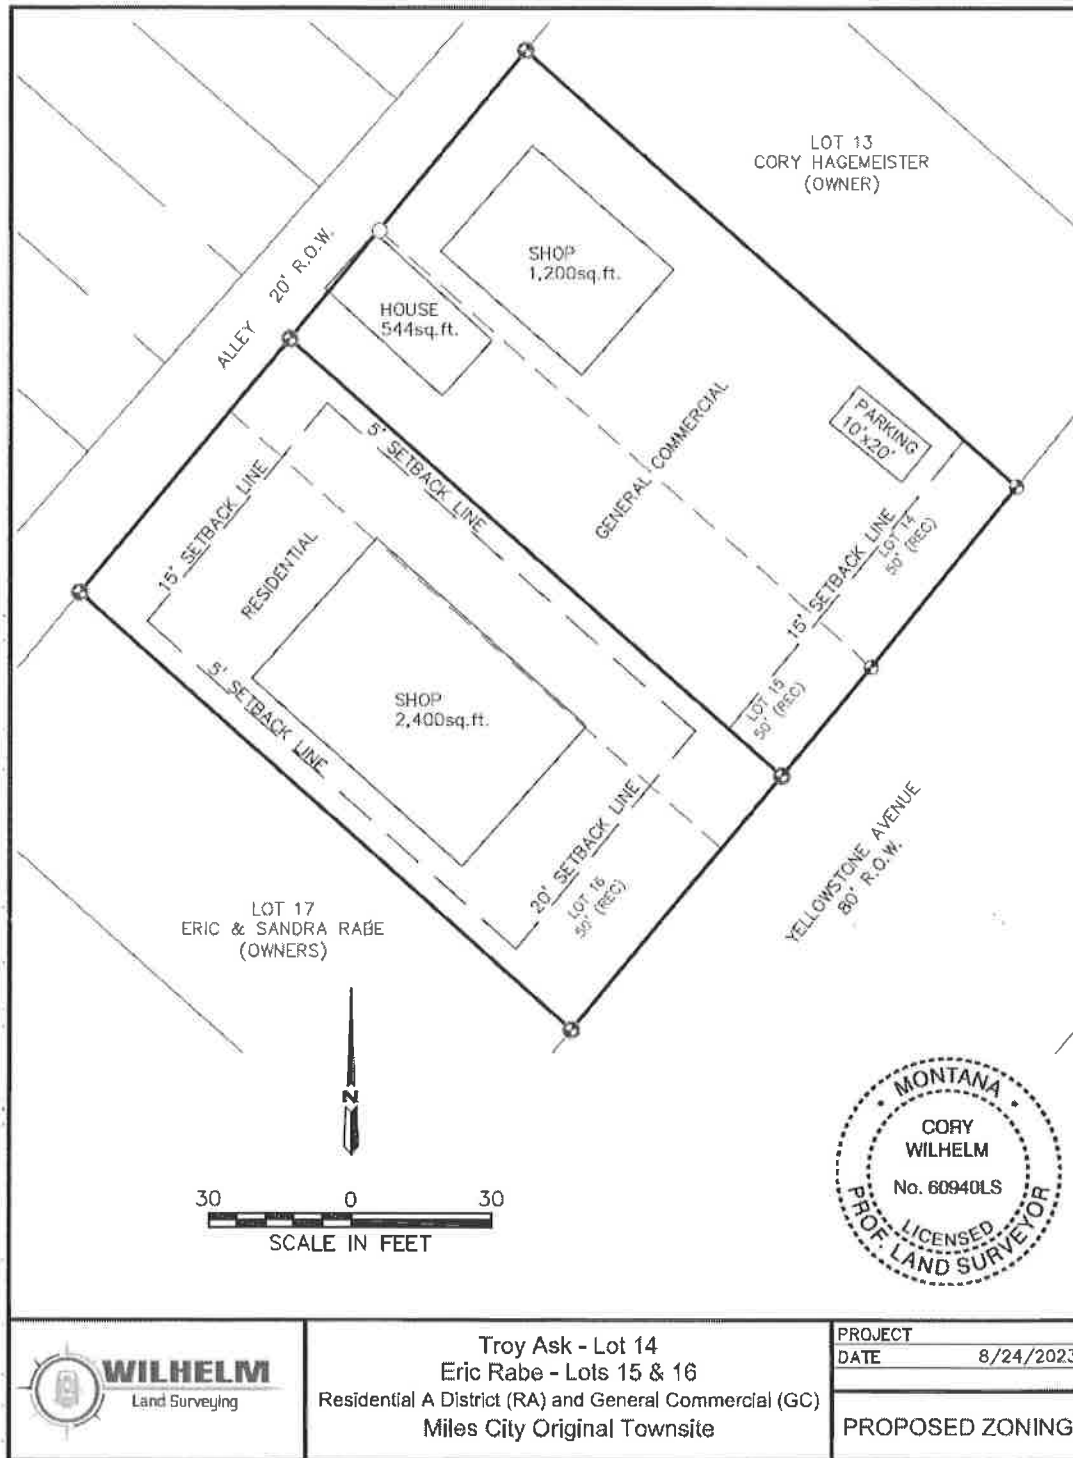 LOT 13
CORY HAGEMEISTER
(OWNER)
ALLEY 20' R.O.W.
SHOP
1,200sq.ft.
HOUSE
544sq.ft.
PARKING
10'x20'
GENERAL COMMERCIAL
5' SETBACK LINE
15' SETBACK LINE
RESIDENTIAL
15' SETBACK LINE
LOT 14
50' (REC)
5' SETBACK LINE
SHOP
2,400sq.ft.
LOT 15
50' (REC)
20' SETBACK LINE
LOT 16
50' (REC)
YELLOWSTONE AVENUE
80' R.O.W.
LOT 17
ERIC & SANDRA RABE
(OWNERS)
N
30 0 30
SCALE IN FEET
MONTANA
CORY
WILHELM
No. 60940LS
LICENSED
PROF. LAND SURVEYOR
WILHELM
Land Surveying
Troy Ask - Lot 14
Eric Rabe - Lots 15 & 16
Residential A District (RA) and General Commercial (GC)
Miles City Original Townsite
PROJECT
DATE 8/24/2023
PROPOSED ZONING